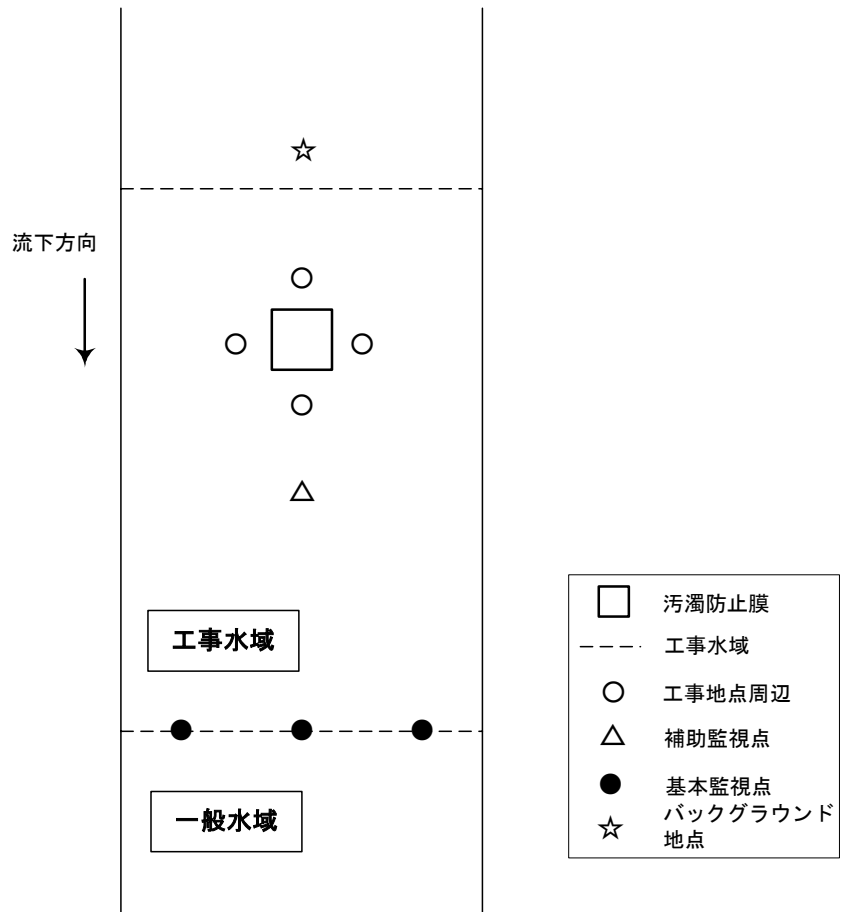 流下方向
工事水域
一般水域
汚濁防止膜
工事水域
工事地点周辺
補助監視点
基本監視点
バックグラウンド
地点